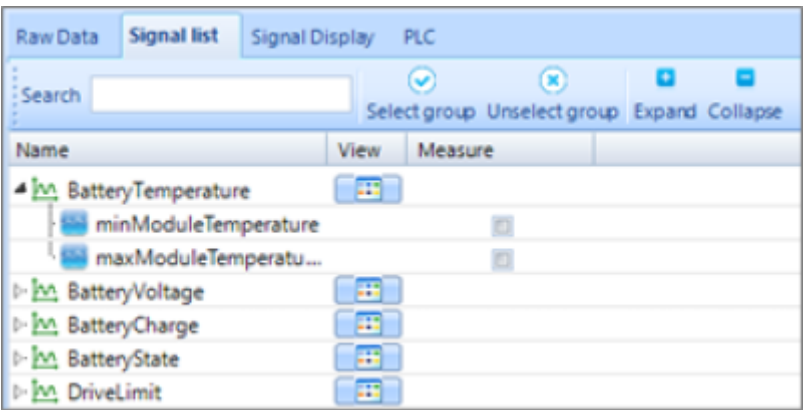 Raw Data Signal list Signal Display PLC
Search Select group Unselect group Expand Collapse
Name View Measure
BatteryTemperature
minModuleTemperature
maxModuleTemperatu...
BatteryVoltage
BatteryCharge
BatteryState
DriveLimit